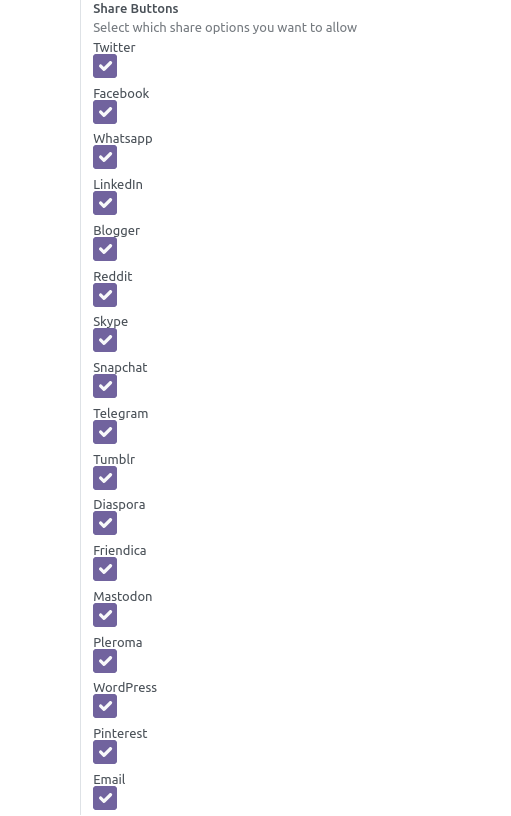 Share Buttons
Select which share options you want to allow
Twitter
Facebook
Whatsapp
LinkedIn
Blogger
Reddit
Skype
Snapchat
Telegram
Tumblr
Diaspora
Friendica
Mastodon
Pleroma
WordPress
Pinterest
Email